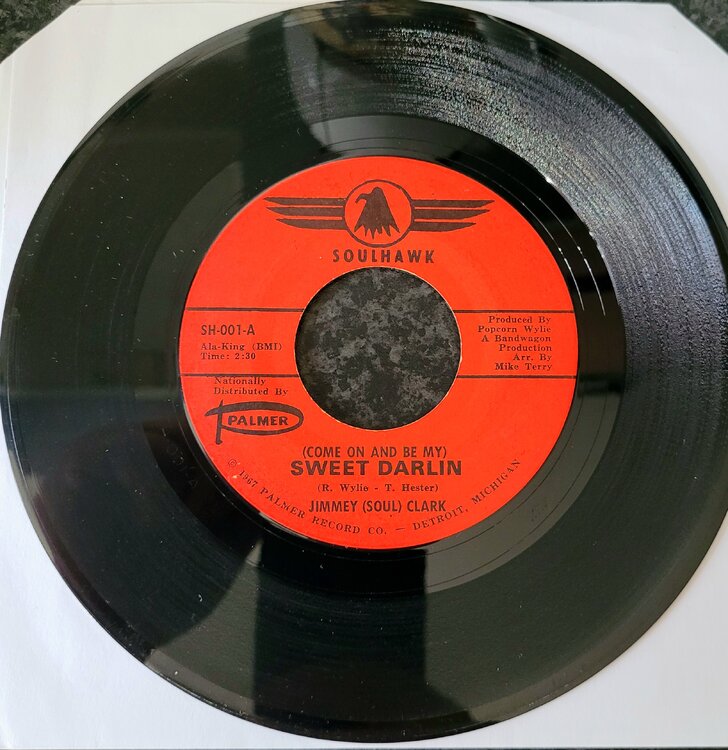 SOULHAWK
SH-001-A
Ala-King (BMI)
Time: 2:30
Produced By
Popcorn Wylie
A Bandwagon
Production
Arr. By
Mike Terry
Nationally
Distributed By
PALMER
(COME ON AND BE MY)
SWEET DARLIN
(R. Wylie - T. Hester)
JIMMEY (SOUL) CLARK
© 1967 PALMER RECORD CO. — DETROIT, MICHIGAN